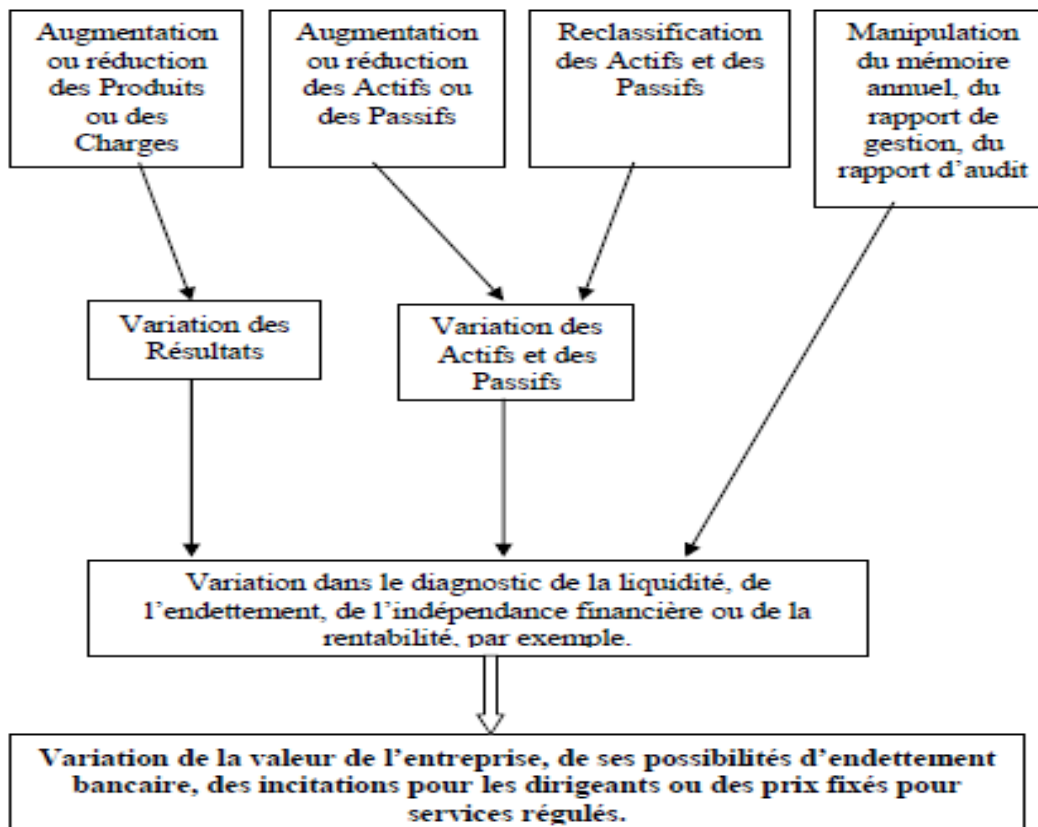 Augmentation
ou réduction
des Produits
ou des
Charges
Augmentation
ou réduction
des Actifs ou
des Passifs
Reclassification
des Actifs et des
Passifs
Manipulation
du mémoire
annuel, du
rapport de
gestion, du
rapport d’audit
Variation des
Résultats
Variation des
Actifs et des
Passifs
Variation dans le diagnostic de la liquidité, de
l’endettement, de l’indépendance financière ou de la
rentabilité, par exemple.
Variation de la valeur de l’entreprise, de ses possibilités d’endettement
bancaire, des incitations pour les dirigeants ou des prix fixés pour
services régulés.